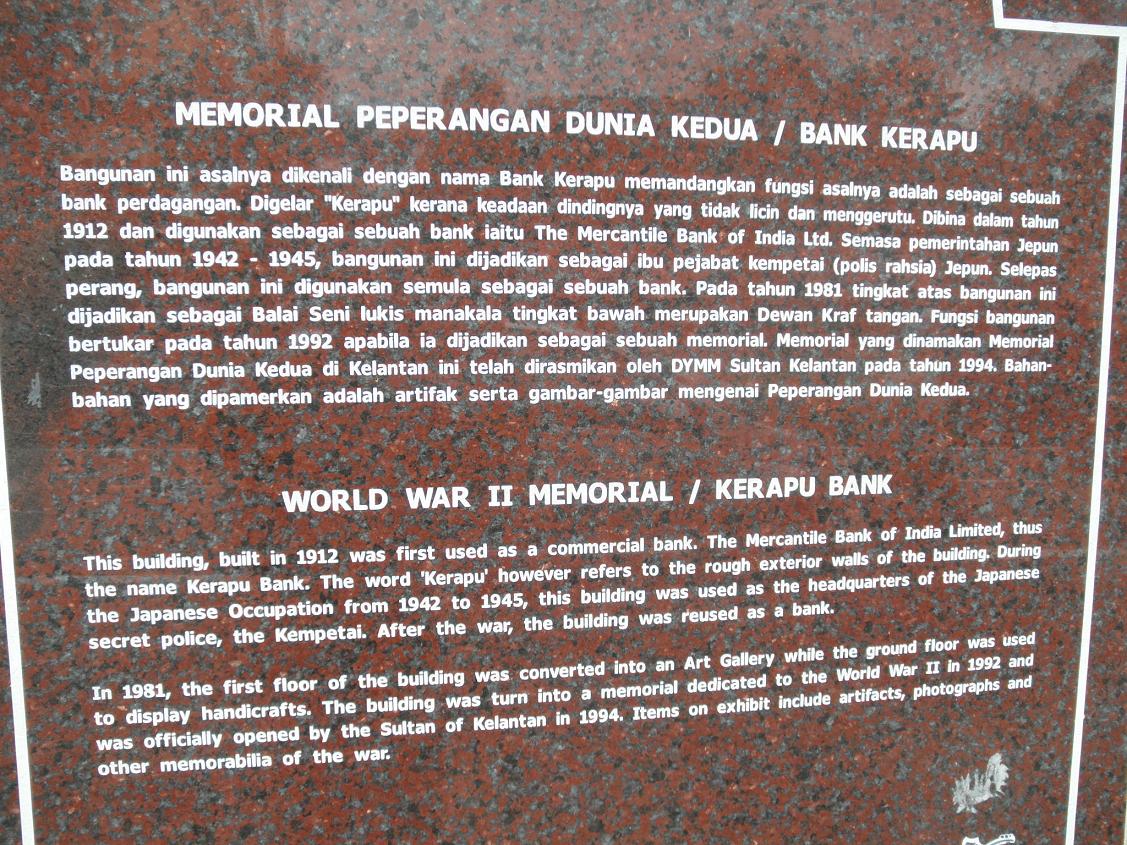 MEMORIAL PEPERANGAN DUNIA KEDUA / BANK KERAPU
Bangunan ini asalnya dikenali dengan nama Bank Kerapu memandangkan fungsi asalnya adalah sebagai sebuah
bank perdagangan. Digelar "Kerapu" kerana keadaan dindingnya yang tidak licin dan menggerutu. Dibina dalam tahun
1912 dan digunakan sebagai sebuah bank iaitu The Mercantile Bank of India Ltd. Semasa pemerintahan Jepun
pada tahun 1942 - 1945, bangunan ini dijadikan sebagai ibu pejabat kempetai (polis rahsia) Jepun. Selepas
perang, bangunan ini digunakan semula sebagai sebuah bank. Pada tahun 1981 tingkat atas bangunan ini
dijadikan sebagai Balai Seni lukis manakala tingkat bawah merupakan Dewan Kraf tangan. Fungsi bangunan
bertukar pada tahun 1992 apabila ia dijadikan sebagai sebuah memorial. Memorial yang dinamakan Memorial
Peperangan Dunia Kedua di Kelantan ini telah dirasmikan oleh DYMM Sultan Kelantan pada tahun 1994. Bahan-
bahan yang dipamerkan adalah artifak serta gambar-gambar mengenai Peperangan Dunia Kedua.
WORLD WAR II MEMORIAL / KERAPU BANK
This building, built in 1912 was first used as a commercial bank. The Mercantile Bank of India Limited, thus
the name Kerapu Bank. The word 'Kerapu' however refers to the rough exterior walls of the building. During
the Japanese Occupation from 1942 to 1945, this building was used as the headquarters of the Japanese
secret police, the Kempetai. After the war, the building was reused as a bank.
In 1981, the first floor of the building was converted into an Art Gallery while the ground floor was used
to display handicrafts. The building was turn into a memorial dedicated to the World War II in 1992 and
was officially opened by the Sultan of Kelantan in 1994. Items on exhibit include artifacts, photographs and
other memorabilia of the war.